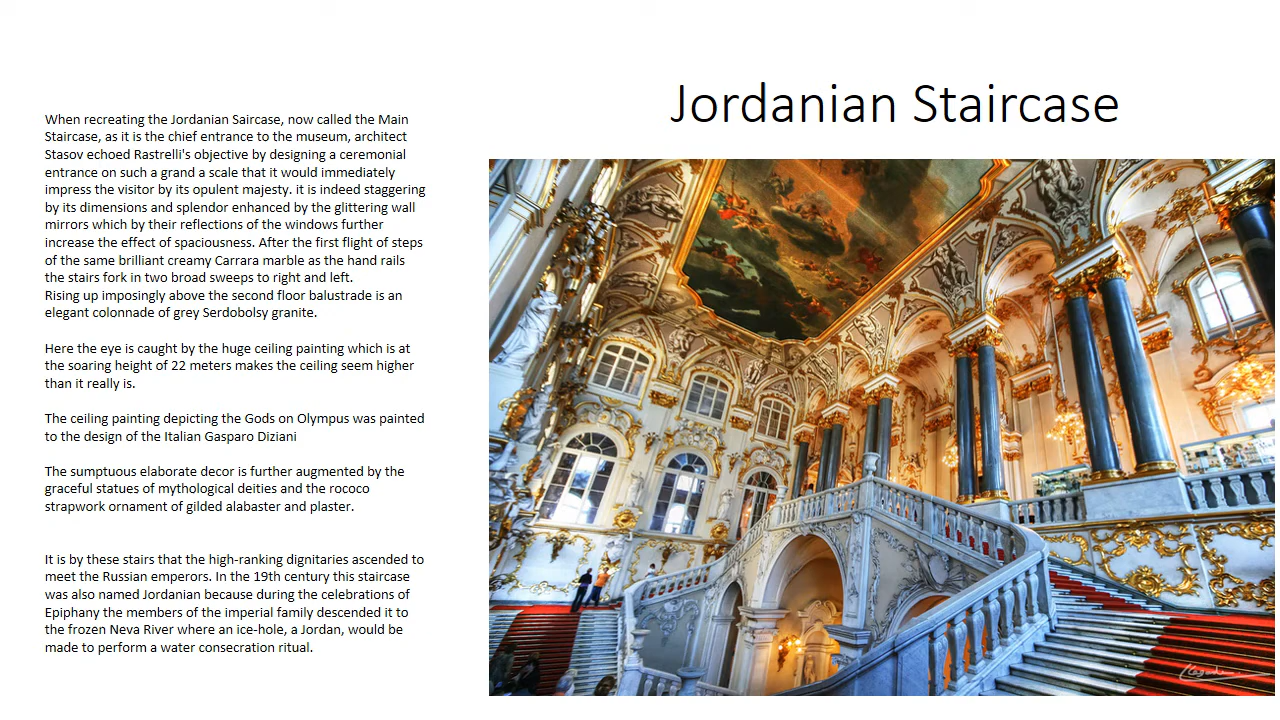 Jordanian Staircase
When recreating the Jordanian Saircase, now called the Main
Staircase, as it is the chief entrance to the museum, architect
Stasov echoed Rastrelli's objective by designing a ceremonial
entrance on such a grand a scale that it would immediately
impress the visitor by its opulent majesty. it is indeed staggering
by its dimensions and splendor enhanced by the glittering wall
mirrors which by their reflections of the windows further
increase the effect of spaciousness. After the first flight of steps
of the same brilliant creamy Carrara marble as the hand rails
the stairs fork in two broad sweeps to right and left.
Rising up imposingly above the second floor balustrade is an
elegant colonnade of grey Serdobolsy granite.
Here the eye is caught by the huge ceiling painting which is at
the soaring height of 22 meters makes the ceiling seem higher
than it really is.
The ceiling painting depicting the Gods on Olympus was painted
to the design of the Italian Gasparo Diziani
The sumptuous elaborate decor is further augmented by the
graceful statues of mythological deities and the rococo
strapwork ornament of gilded alabaster and plaster.
It is by these stairs that the high-ranking dignitaries ascended to
meet the Russian emperors. In the 19th century this staircase
was also named Jordanian because during the celebrations of
Epiphany the members of the imperial family descended it to
the frozen Neva River where an ice-hole, a Jordan, would be
made to perform a water consecration ritual.